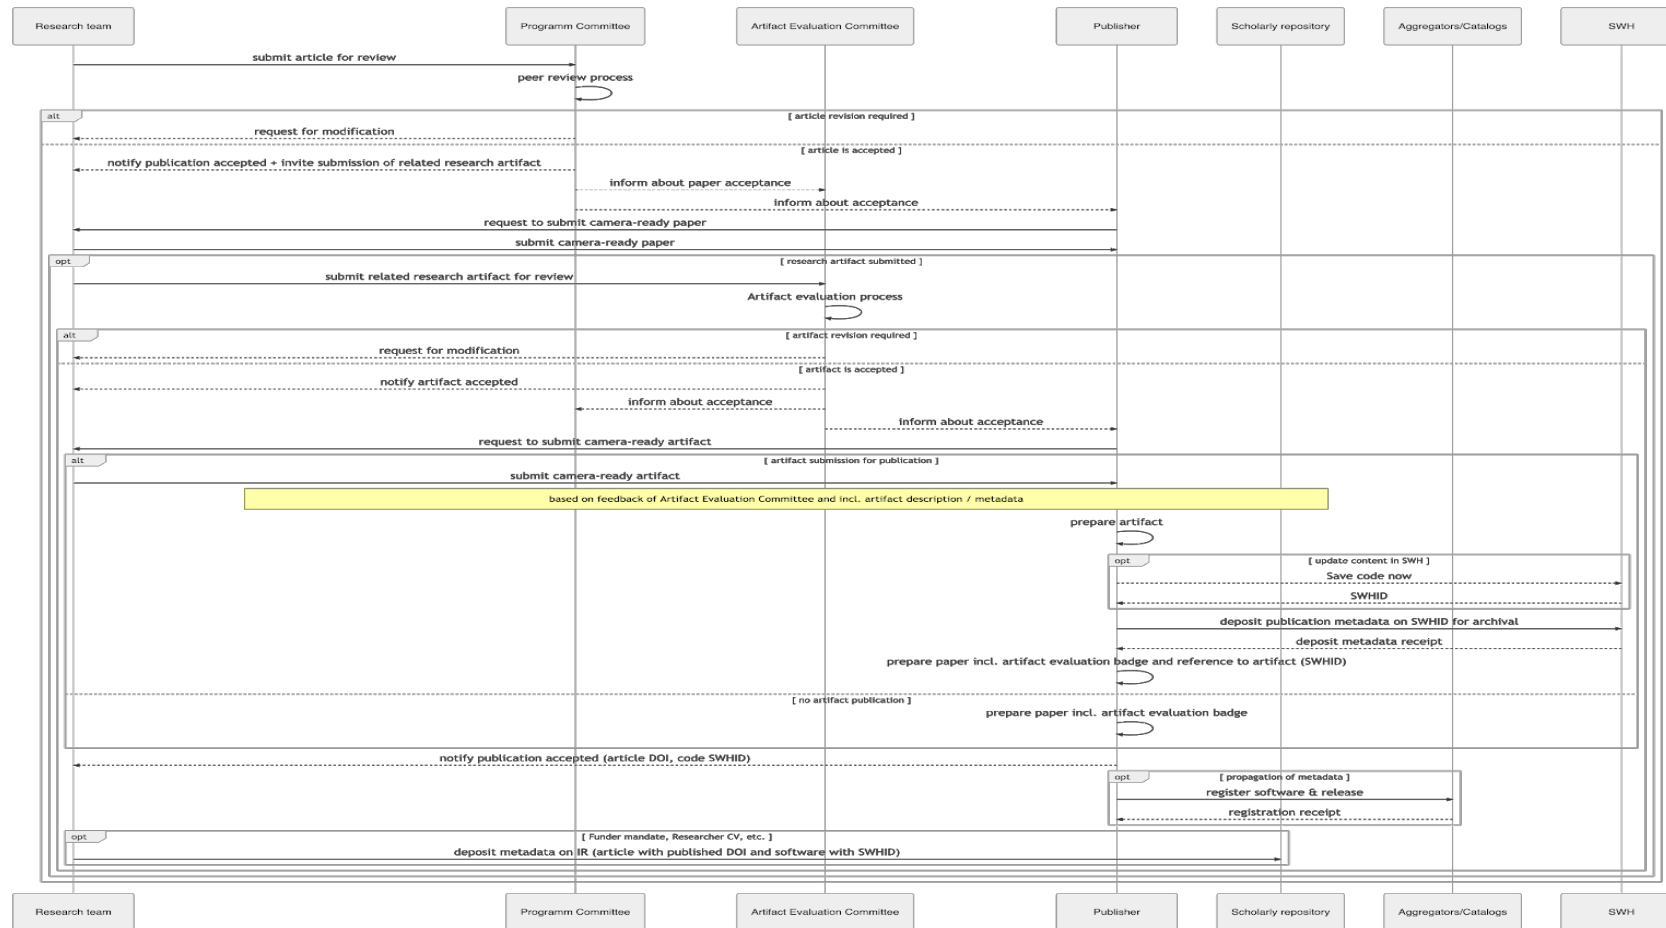 Research team
Programm Committee
Artifact Evaluation Committee
Publisher
Scholarly repository
Aggregators/Catalogs
SWH
submit article for review
peer review process
alt
[ article revision required ]
request for modification
[ article is accepted ]
notify publication accepted + invite submission of related research artifact
inform about paper acceptance
inform about acceptance
request to submit camera-ready paper
submit camera-ready paper
opt
[ research artifact submitted ]
submit related research artifact for review
Artifact evaluation process
alt
[ artifact revision required ]
request for modification
[ artifact is accepted ]
notify artifact accepted
inform about acceptance
inform about acceptance
request to submit camera-ready artifact
alt
[ artifact submission for publication ]
submit camera-ready artifact
based on feedback of Artifact Evaluation Committee and incl. artifact description / metadata
prepare artifact
opt
[ update content in SWH ]
Save code now
SWHID
deposit publication metadata on SWHID for archival
deposit metadata receipt
prepare paper incl. artifact evaluation badge and reference to artifact (SWHID)
[ no artifact publication ]
prepare paper incl. artifact evaluation badge
notify publication accepted (article DOI, code SWHID)
opt
[ propagation of metadata ]
register software & release
registration receipt
opt
[ Funder mandate, Researcher CV, etc. ]
deposit metadata on IR (article with published DOI and software with SWHID)
Research team
Programm Committee
Artifact Evaluation Committee
Publisher
Scholarly repository
Aggregators/Catalogs
SWH